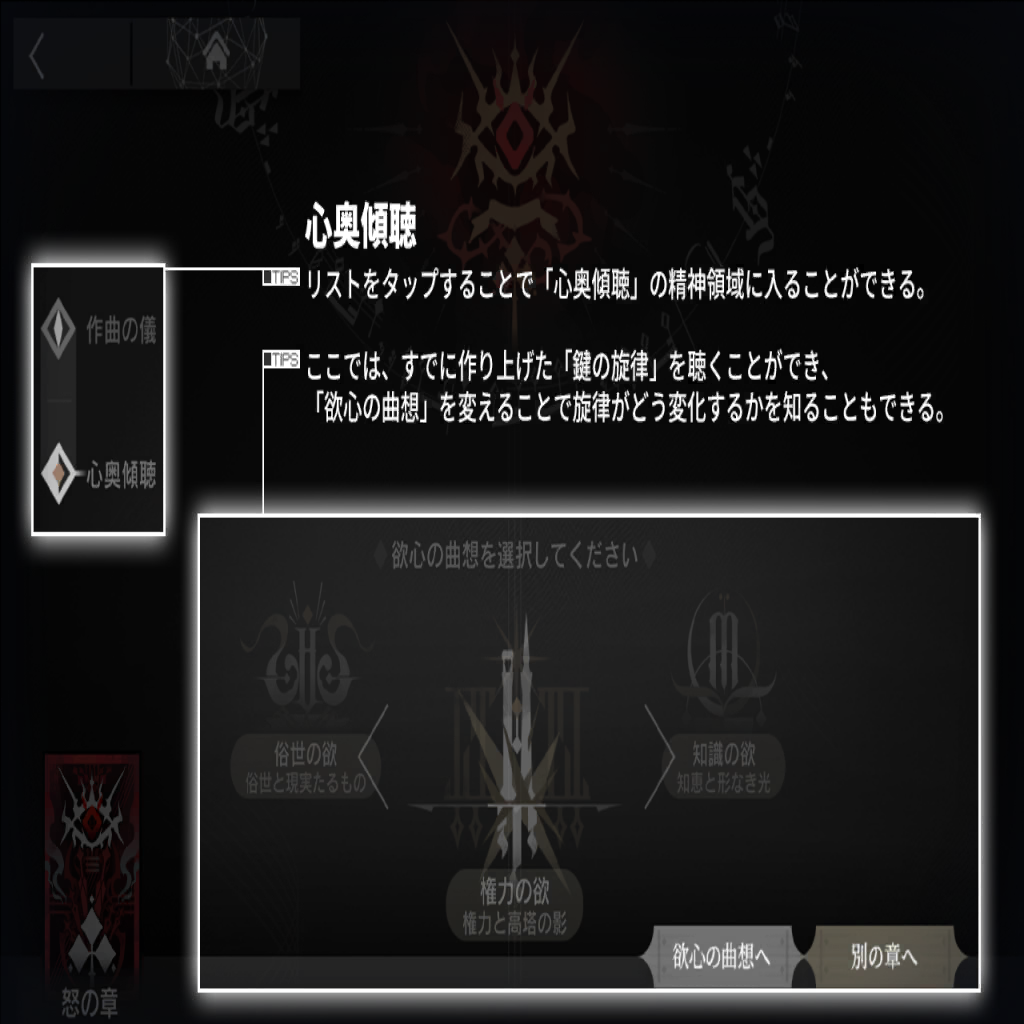 心奥傾聴
TIPS リストをタップすることで「心奥傾聴」の精神領域に入ることができる。
作曲の儀
TIPS ここでは、すでに作り上げた「鍵の旋律」を聴くことができ、
「欲心の曲想」を変えることで旋律がどう変化するかを知ることもできる。
心奥傾聴
欲心の曲想を選択してください
俗世の欲
俗世と現実たるもの
知識の欲
知恵と形なき光
権力の欲
権力と高塔の影
欲心の曲想へ
別の章へ
怒の章